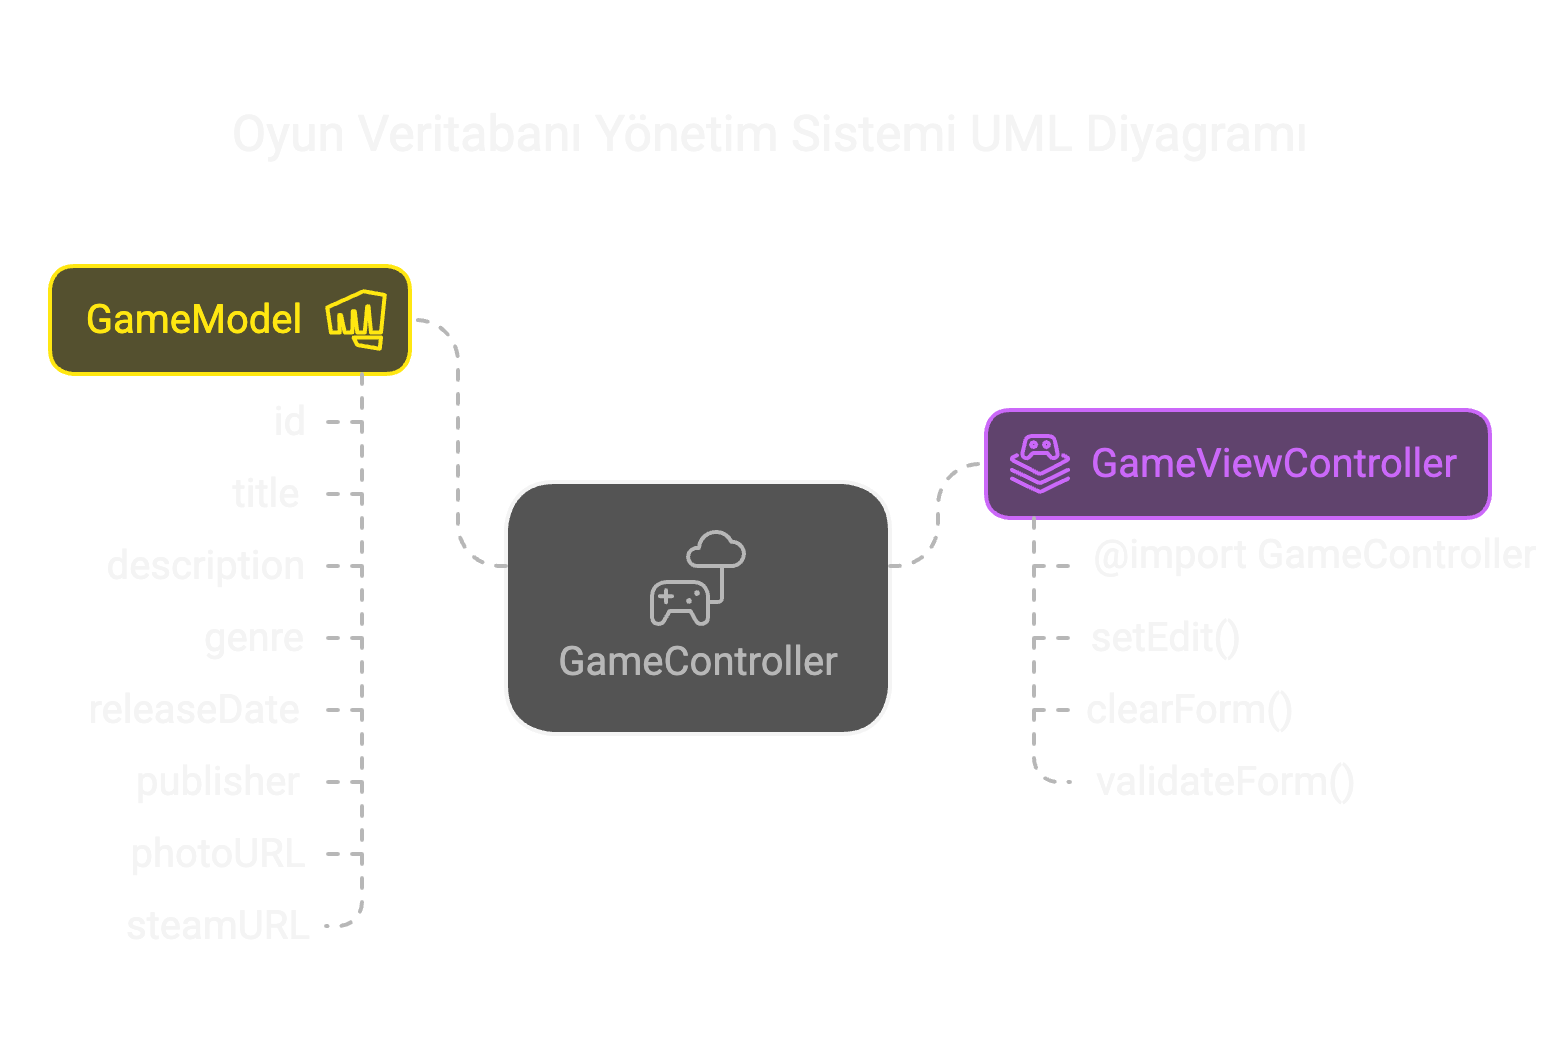 Oyun Veritabanı Yönetim Sistemi UML Diyagramı
GameModel
id
title
description
genre
releaseDate
publisher
photoURL
steamURL
GameController
GameViewController
@import GameController
setEdit()
clearForm()
validateForm()